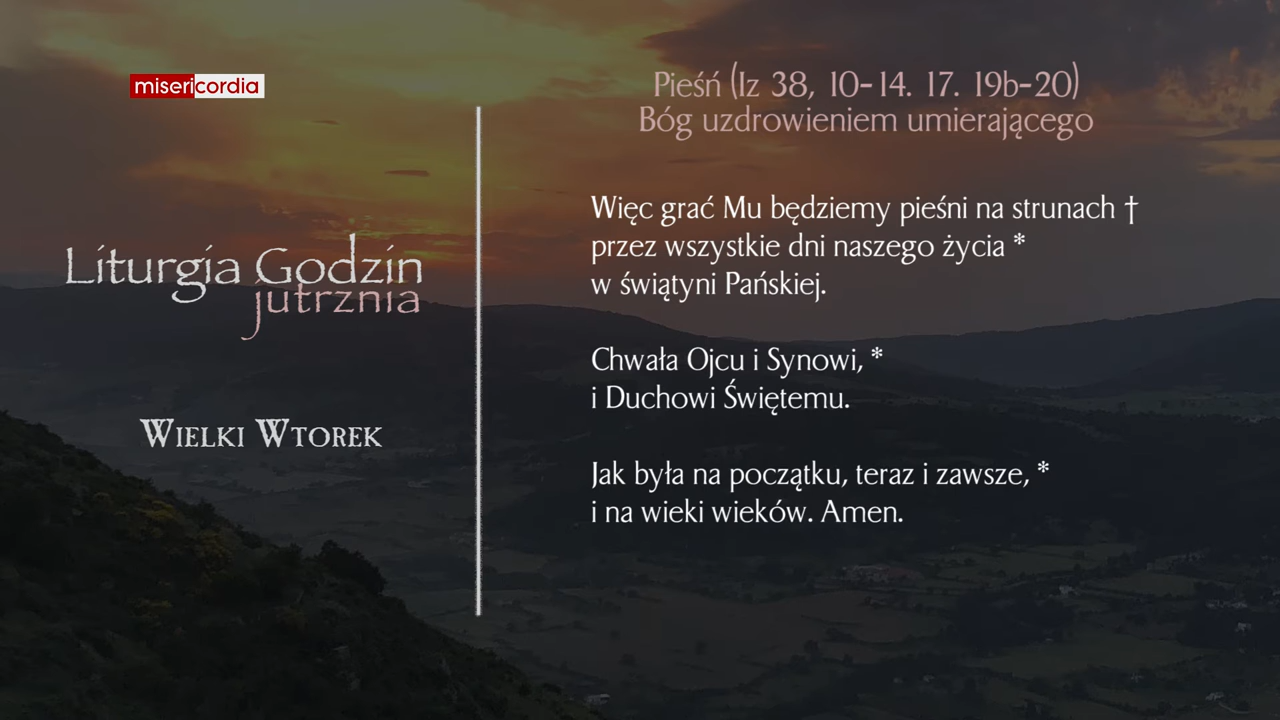 misericordia
Liturgia Godzin
jutrznia
Wielki Wtorek
Pieśń (Iz 38, 10-14. 17. 19b-20)
Bóg uzdrowieniem umierającego
Więc grać Mu będziemy pieśni na strunach †
przez wszystkie dni naszego życia *
w świątyni Pańskiej.
Chwała Ojcu i Synowi, *
i Duchowi Świętemu.
Jak była na początku, teraz i zawsze, *
i na wieki wieków. Amen.